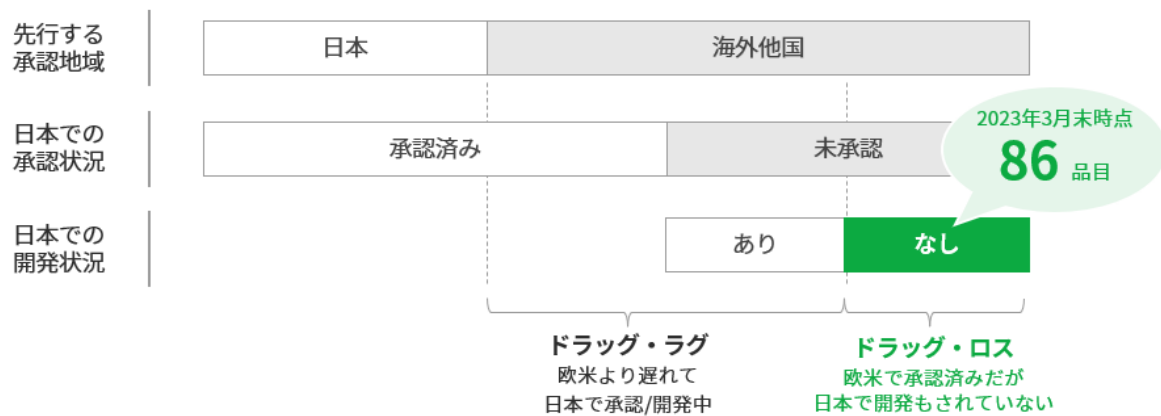 先行する
承認地域
日本
海外他国
日本での
承認状況
承認済み
未承認
2023年3月末時点
86 品目
日本での
開発状況
あり
なし
ドラッグ・ラグ
欧米より遅れて
日本で承認/開発中
ドラッグ・ロス
欧米で承認済みだが
日本で開発もされていない